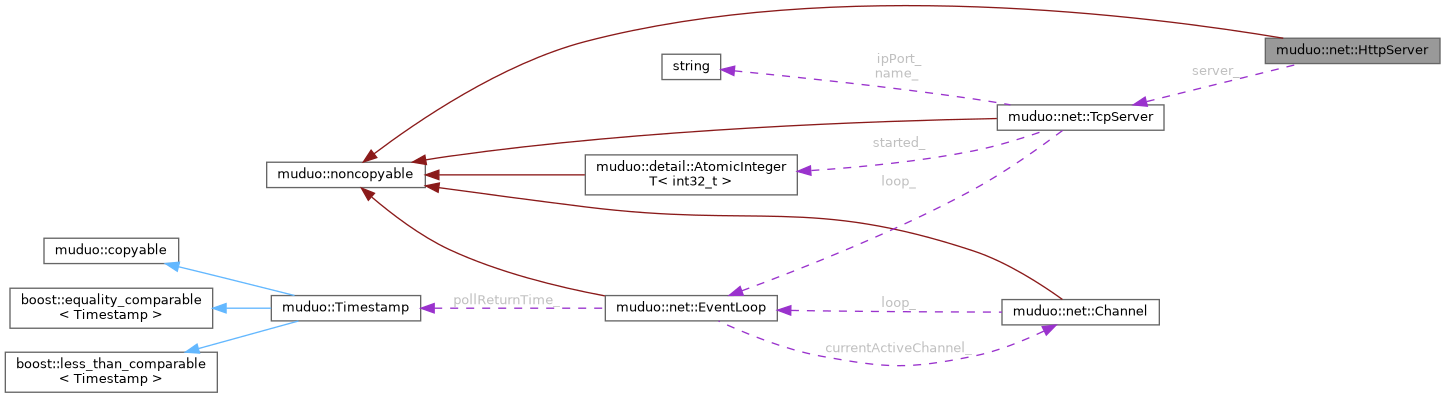 muduo::net::HttpServer
ipPort_
name_
string
server_
muduo::net::TcpServer
started_
muduo::noncopyable
muduo::detail::AtomicInteger
T< int32_t >
loop_
muduo::copyable
boost::equality_comparable
< Timestamp >
muduo::Timestamp
pollReturnTime_
muduo::net::EventLoop
loop_
muduo::net::Channel
currentActiveChannel_
boost::less_than_comparable
< Timestamp >